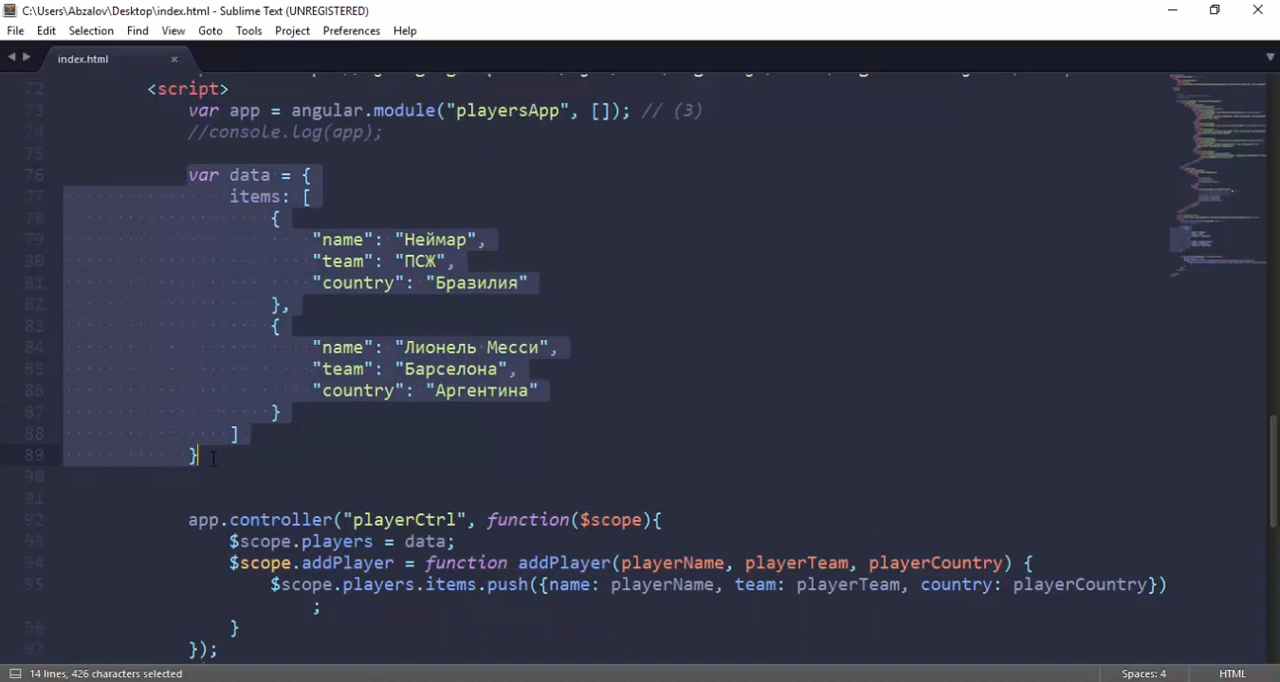 C:\Users\Abzalov\Desktop\index.html - Sublime Text (UNREGISTERED)
File Edit Selection Find View Goto Tools Project Preferences Help
index.html
72 <script>
73 var app = angular.module("playersApp", []); // (3)
74 //console.log(app);
75
76 var data = {
77 items: [
78 {
79 "name": "Неймар",
80 "team": "ПСЖ",
81 "country": "Бразилия"
82 },
83 {
84 "name": "Лионель Месси",
85 "team": "Барселона",
86 "country": "Аргентина"
87 }
88 ]
89 }
90
91
92 app.controller("playerCtrl", function($scope){
93 $scope.players = data;
94 $scope.addPlayer = function addPlayer(playerName, playerTeam, playerCountry) {
95 $scope.players.items.push({name: playerName, team: playerTeam, country: playerCountry})
;
96 }
97 });
14 lines, 426 characters selected Spaces: 4 HTML